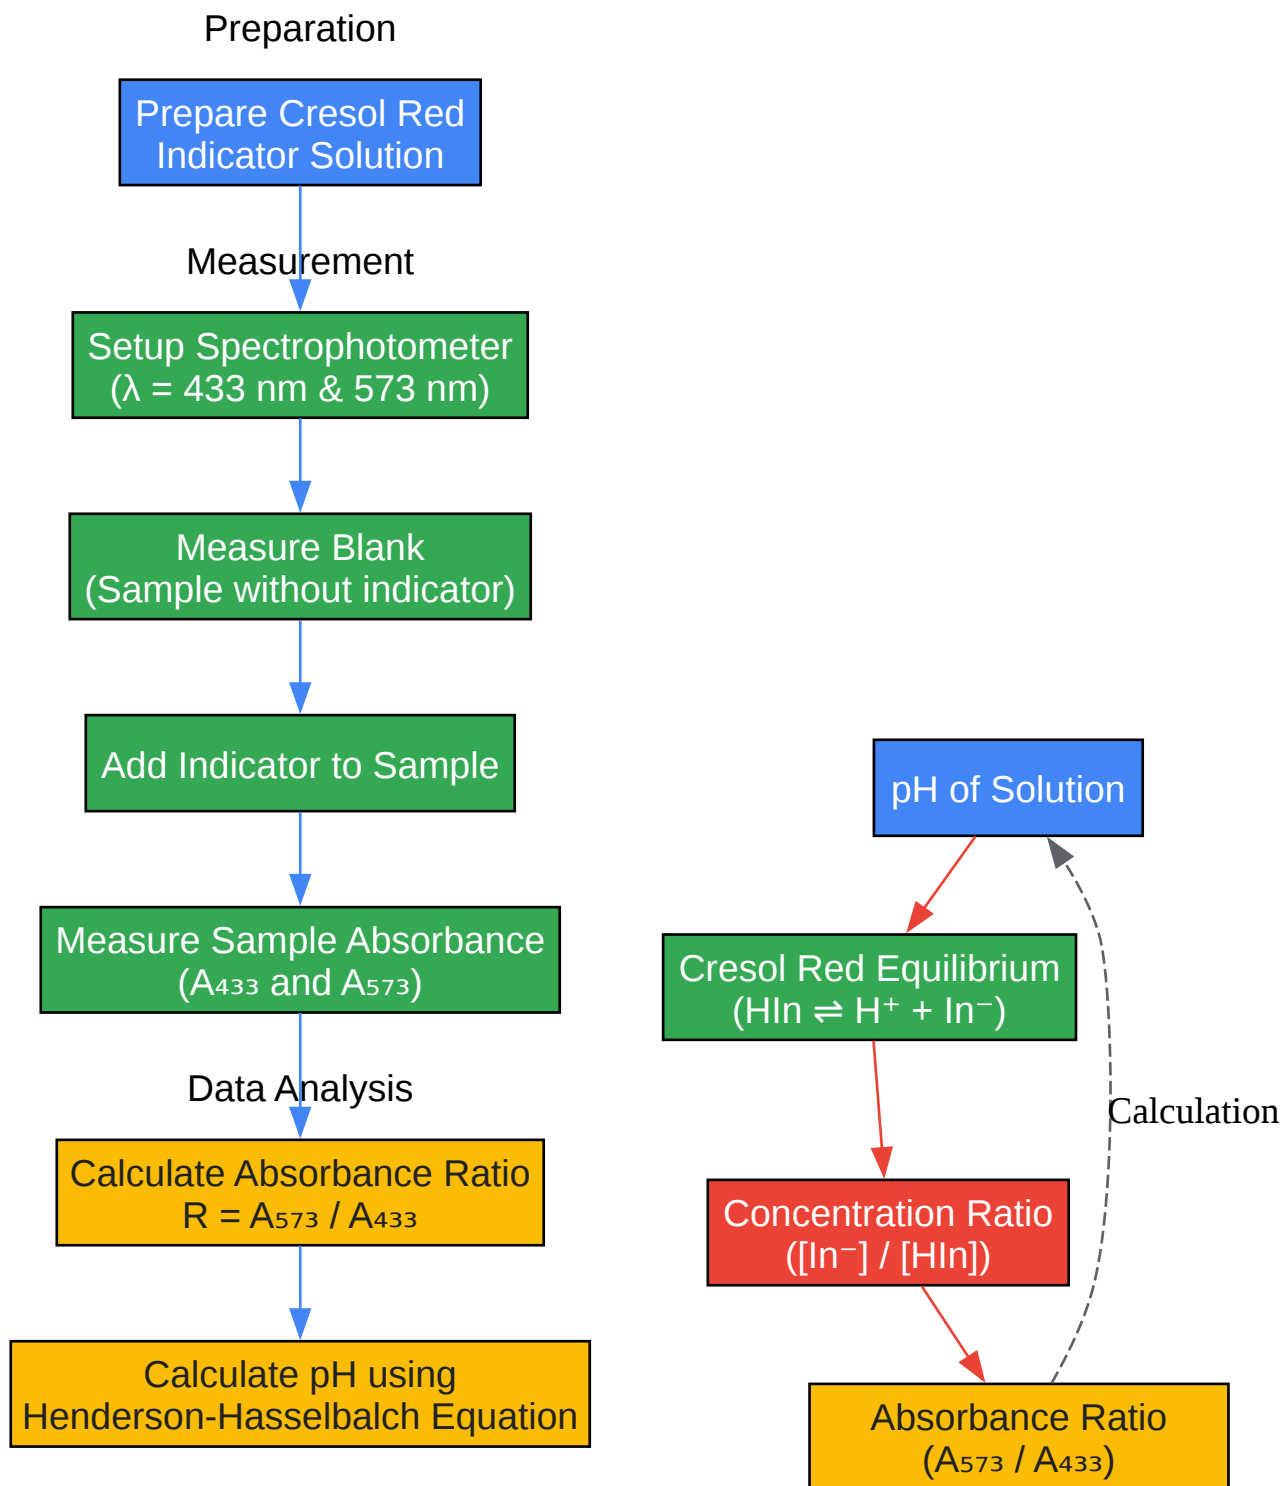 Preparation
Prepare Cresol Red
Indicator Solution
Measurement
Setup Spectrophotometer
(λ = 433 nm & 573 nm)
Measure Blank
(Sample without indicator)
Add Indicator to Sample
Measure Sample Absorbance
(A₄₃₃ and A₅₇₃)
Data Analysis
Calculate Absorbance Ratio
R = A₅₇₃ / A₄₃₃
Calculate pH using
Henderson-Hasselbalch Equation
pH of Solution
Cresol Red Equilibrium
(HIn ⇌ H⁺ + In⁻)
Calculation
Concentration Ratio
([In⁻] / [HIn])
Absorbance Ratio
(A₅₇₃ / A₄₃₃)